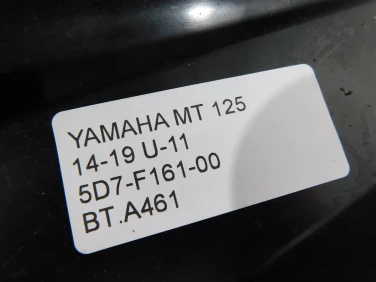 YAMAHA MT 125
14-19 U-11
5D7-F161-00
BT.A461